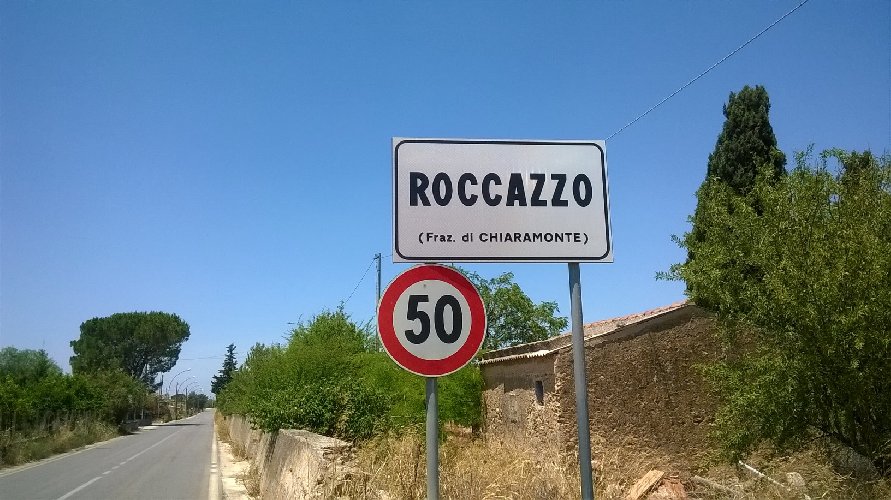 ROCCAZZO
(Fraz. di CHIARAMONTE)
50